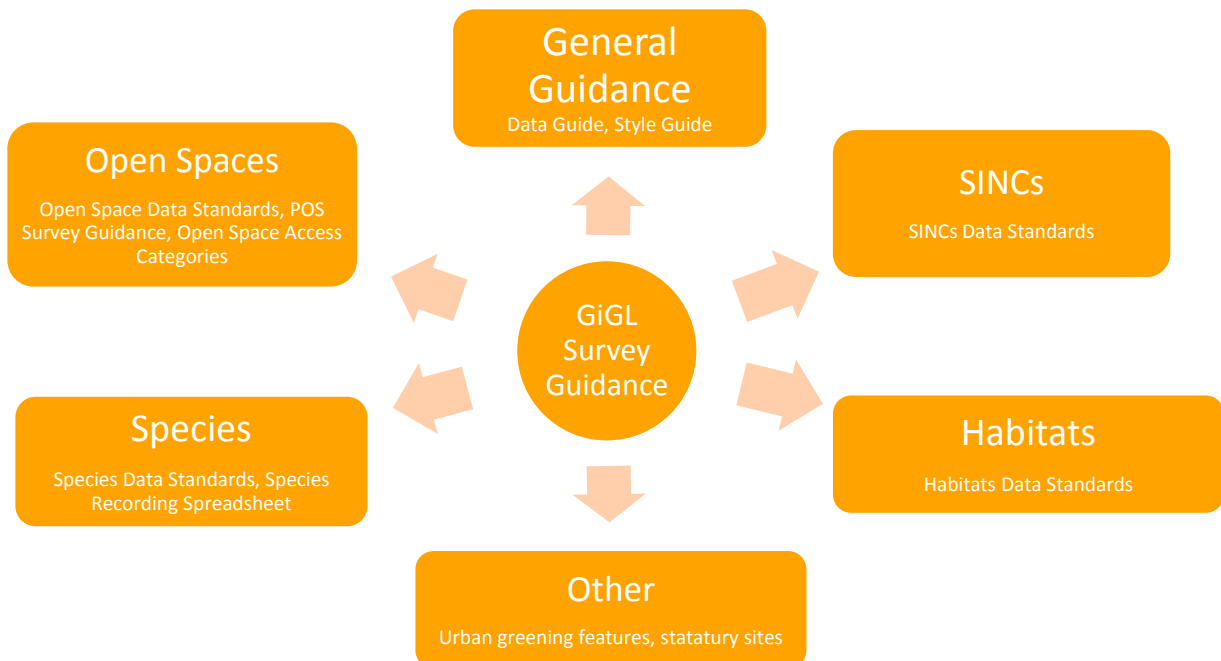 General
Guidance
Data Guide, Style Guide
Open Spaces
Open Space Data Standards, POS
Survey Guidance, Open Space Access
Categories
SINCs
SINCs Data Standards
GiGL
Survey
Guidance
Species
Species Data Standards, Species
Recording Spreadsheet
Habitats
Habitats Data Standards
Other
Urban greening features, statatury sites